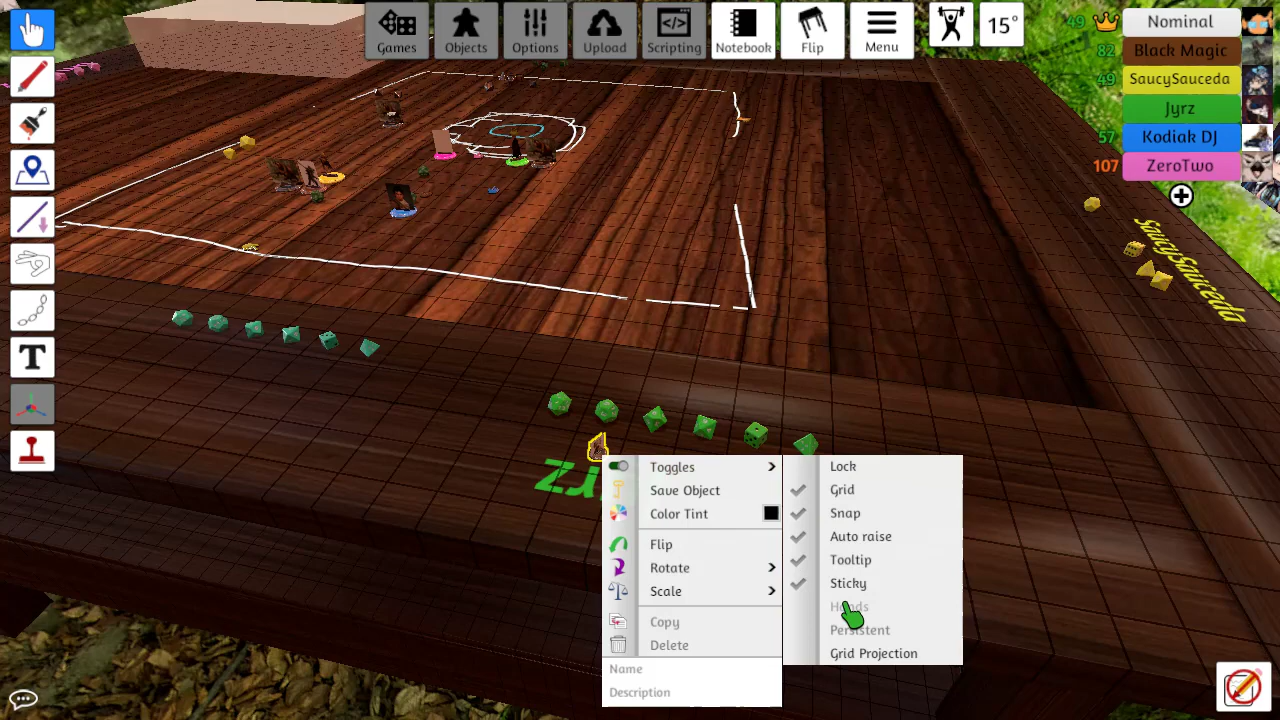 Games
Objects
Options
Upload
Scripting
Notebook
Flip
Menu
15°
49
Nominal
82
Black Magic
49
SaucySauceda
Jyrz
57
Kodiak DJ
107
ZeroTwo
SaucySauceda
T
Toggles
Save Object
Color Tint
Flip
Rotate
Scale
Copy
Delete
Name
Description
Lock
Grid
Snap
Auto raise
Tooltip
Sticky
Hands
Persistent
Grid Projection